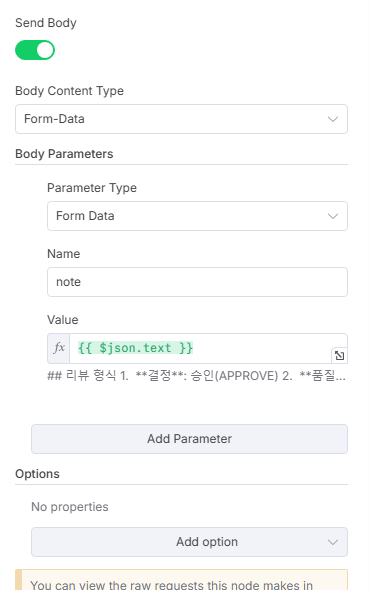 Send Body
Body Content Type
Form-Data
Body Parameters
Parameter Type
Form Data
Name
note
Value
fx {{ $json.text }}
## 리뷰 형식 1. **결정**: 승인(APPROVE) 2. **품질...
Add Parameter
Options
No properties
Add option
You can view the raw requests this node makes in